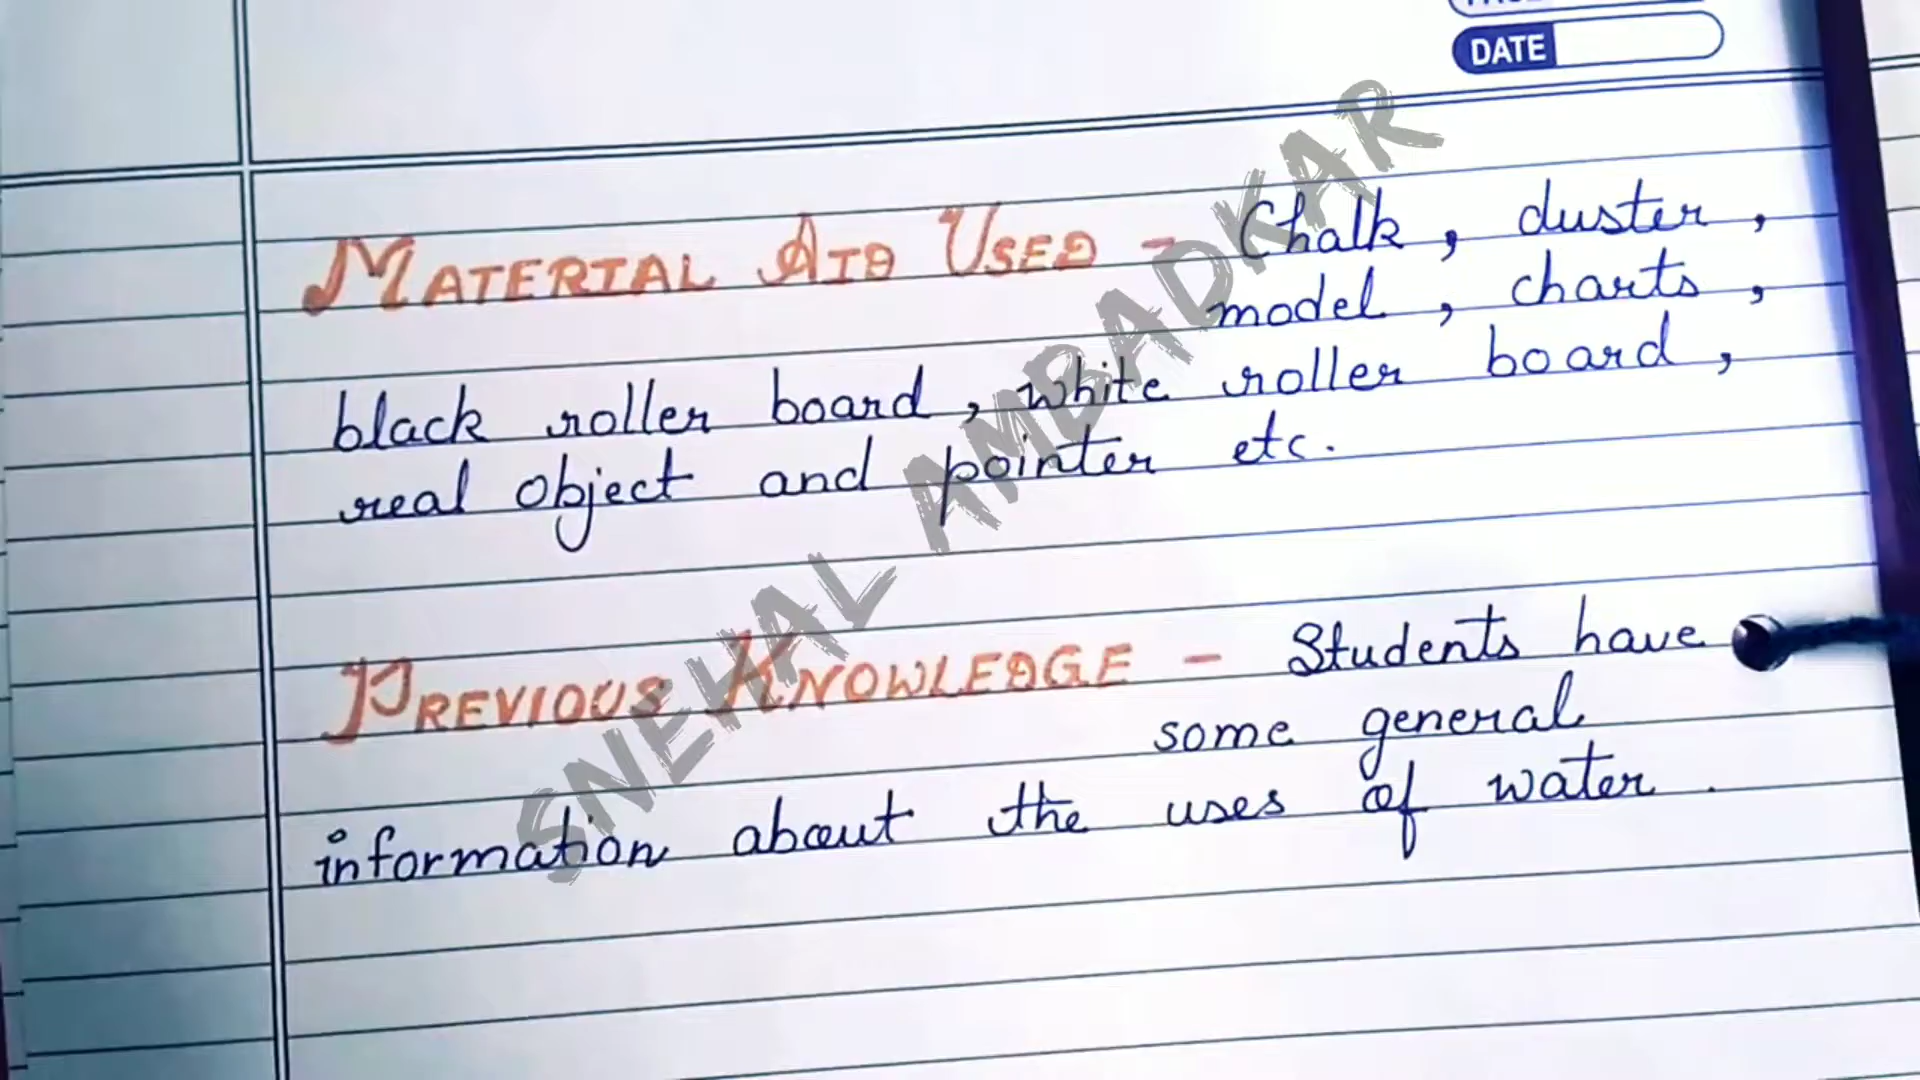 DATE
MATERIAL AID USED - Chalk, duster,
model, charts,
black roller board, white roller board,
real object and pointer etc.
PREVIOUS KNOWLEDGE - Students have
some general
information about the uses of water.
SNEHAL AMBADKAR